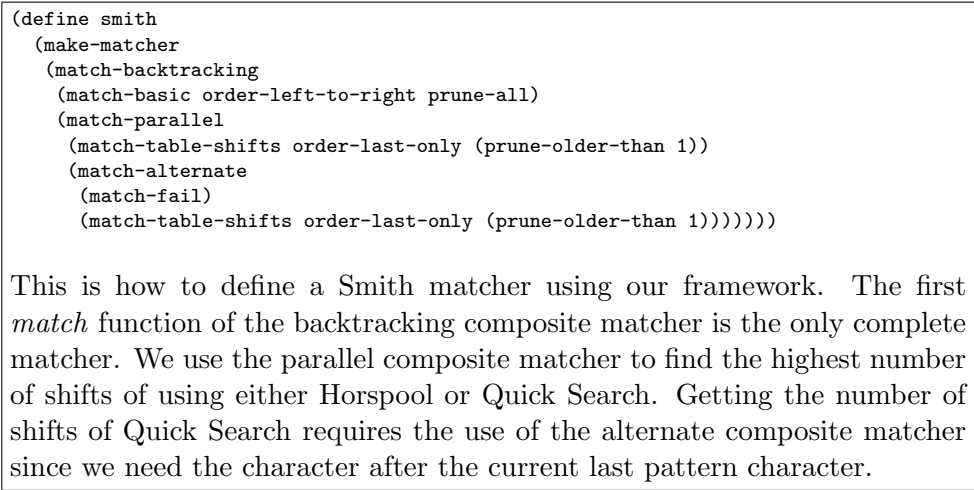 (define smith
  (make-matcher
   (match-backtracking
    (match-basic order-left-to-right prune-all)
    (match-parallel
     (match-table-shifts order-last-only (prune-older-than 1))
     (match-alternate
      (match-fail)
      (match-table-shifts order-last-only (prune-older-than 1)))))))
This is how to define a Smith matcher using our framework. The first
match function of the backtracking composite matcher is the only complete
matcher. We use the parallel composite matcher to find the highest number
of shifts of using either Horspool or Quick Search. Getting the number of
shifts of Quick Search requires the use of the alternate composite matcher
since we need the character after the current last pattern character.